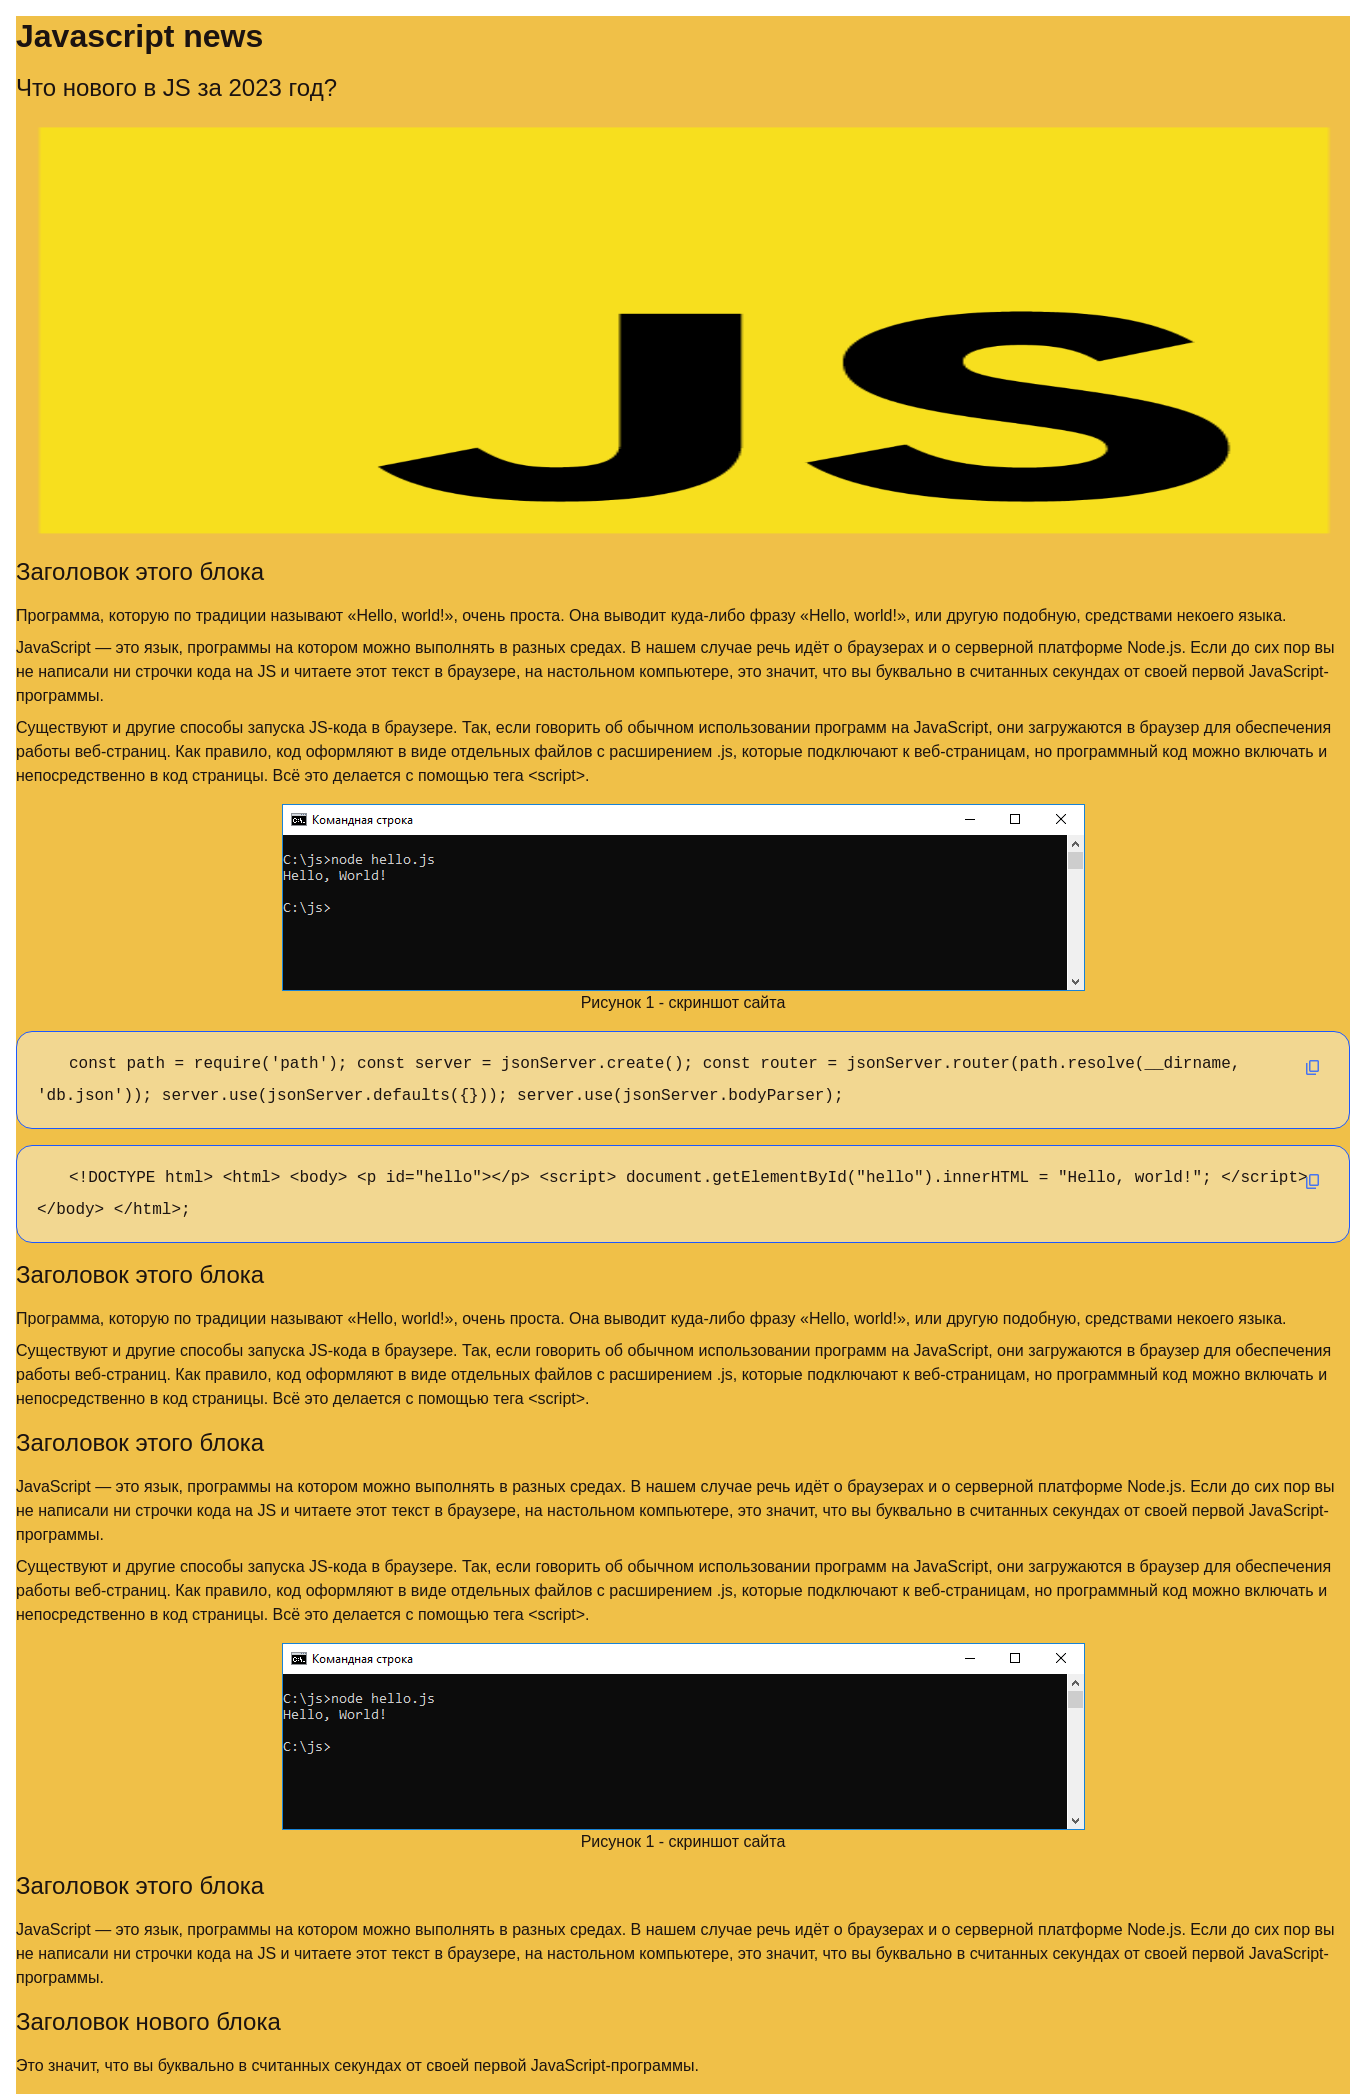 Javascript news
Что нового в JS за 2023 год?
JS
Заголовок этого блока
Программа, которую по традиции называют «Hello, world!», очень проста. Она выводит куда-либо фразу «Hello, world!», или другую подобную, средствами некоего языка.
JavaScript — это язык, программы на котором можно выполнять в разных средах. В нашем случае речь идёт о браузерах и о серверной платформе Node.js. Если до сих пор вы
не написали ни строчки кода на JS и читаете этот текст в браузере, на настольном компьютере, это значит, что вы буквально в считанных секундах от своей первой JavaScript-
программы.
Существуют и другие способы запуска JS-кода в браузере. Так, если говорить об обычном использовании программ на JavaScript, они загружаются в браузер для обеспечения
работы веб-страниц. Как правило, код оформляют в виде отдельных файлов с расширением .js, которые подключают к веб-страницам, но программный код можно включать и
непосредственно в код страницы. Всё это делается с помощью тега <script>.
Командная строка
C:\js>node hello.js
Hello, World!
C:\js>
Рисунок 1 - скриншот сайта
const path = require('path'); const server = jsonServer.create(); const router = jsonServer.router(path.resolve(__dirname,
'db.json')); server.use(jsonServer.defaults({})); server.use(jsonServer.bodyParser);
<!DOCTYPE html> <html> <body> <p id="hello"></p> <script> document.getElementById("hello").innerHTML = "Hello, world!"; </script>
</body> </html>;
Заголовок этого блока
Программа, которую по традиции называют «Hello, world!», очень проста. Она выводит куда-либо фразу «Hello, world!», или другую подобную, средствами некоего языка.
Существуют и другие способы запуска JS-кода в браузере. Так, если говорить об обычном использовании программ на JavaScript, они загружаются в браузер для обеспечения
работы веб-страниц. Как правило, код оформляют в виде отдельных файлов с расширением .js, которые подключают к веб-страницам, но программный код можно включать и
непосредственно в код страницы. Всё это делается с помощью тега <script>.
Заголовок этого блока
JavaScript — это язык, программы на котором можно выполнять в разных средах. В нашем случае речь идёт о браузерах и о серверной платформе Node.js. Если до сих пор вы
не написали ни строчки кода на JS и читаете этот текст в браузере, на настольном компьютере, это значит, что вы буквально в считанных секундах от своей первой JavaScript-
программы.
Существуют и другие способы запуска JS-кода в браузере. Так, если говорить об обычном использовании программ на JavaScript, они загружаются в браузер для обеспечения
работы веб-страниц. Как правило, код оформляют в виде отдельных файлов с расширением .js, которые подключают к веб-страницам, но программный код можно включать и
непосредственно в код страницы. Всё это делается с помощью тега <script>.
Командная строка
C:\js>node hello.js
Hello, World!
C:\js>
Рисунок 1 - скриншот сайта
Заголовок этого блока
JavaScript — это язык, программы на котором можно выполнять в разных средах. В нашем случае речь идёт о браузерах и о серверной платформе Node.js. Если до сих пор вы
не написали ни строчки кода на JS и читаете этот текст в браузере, на настольном компьютере, это значит, что вы буквально в считанных секундах от своей первой JavaScript-
программы.
Заголовок нового блока
Это значит, что вы буквально в считанных секундах от своей первой JavaScript-программы.